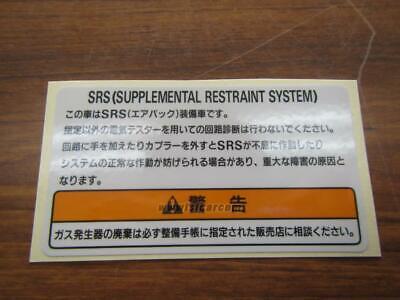 SRS(SUPPLEMENTAL RESTRAINT SYSTEM)
この車はSRS(エアバック)装備車です。
指定以外の電気テスターを用いての回路診断は行わないでください。
回路に手を加えたりカプラーを外すとSRSが不意に作動したり
システムの正常な作動が妨げられる場合があり、重大な障害の原因と
なります。
⚠警 告
ガス発生器の廃棄は必ず整備手帳に指定された販売店に相談ください。